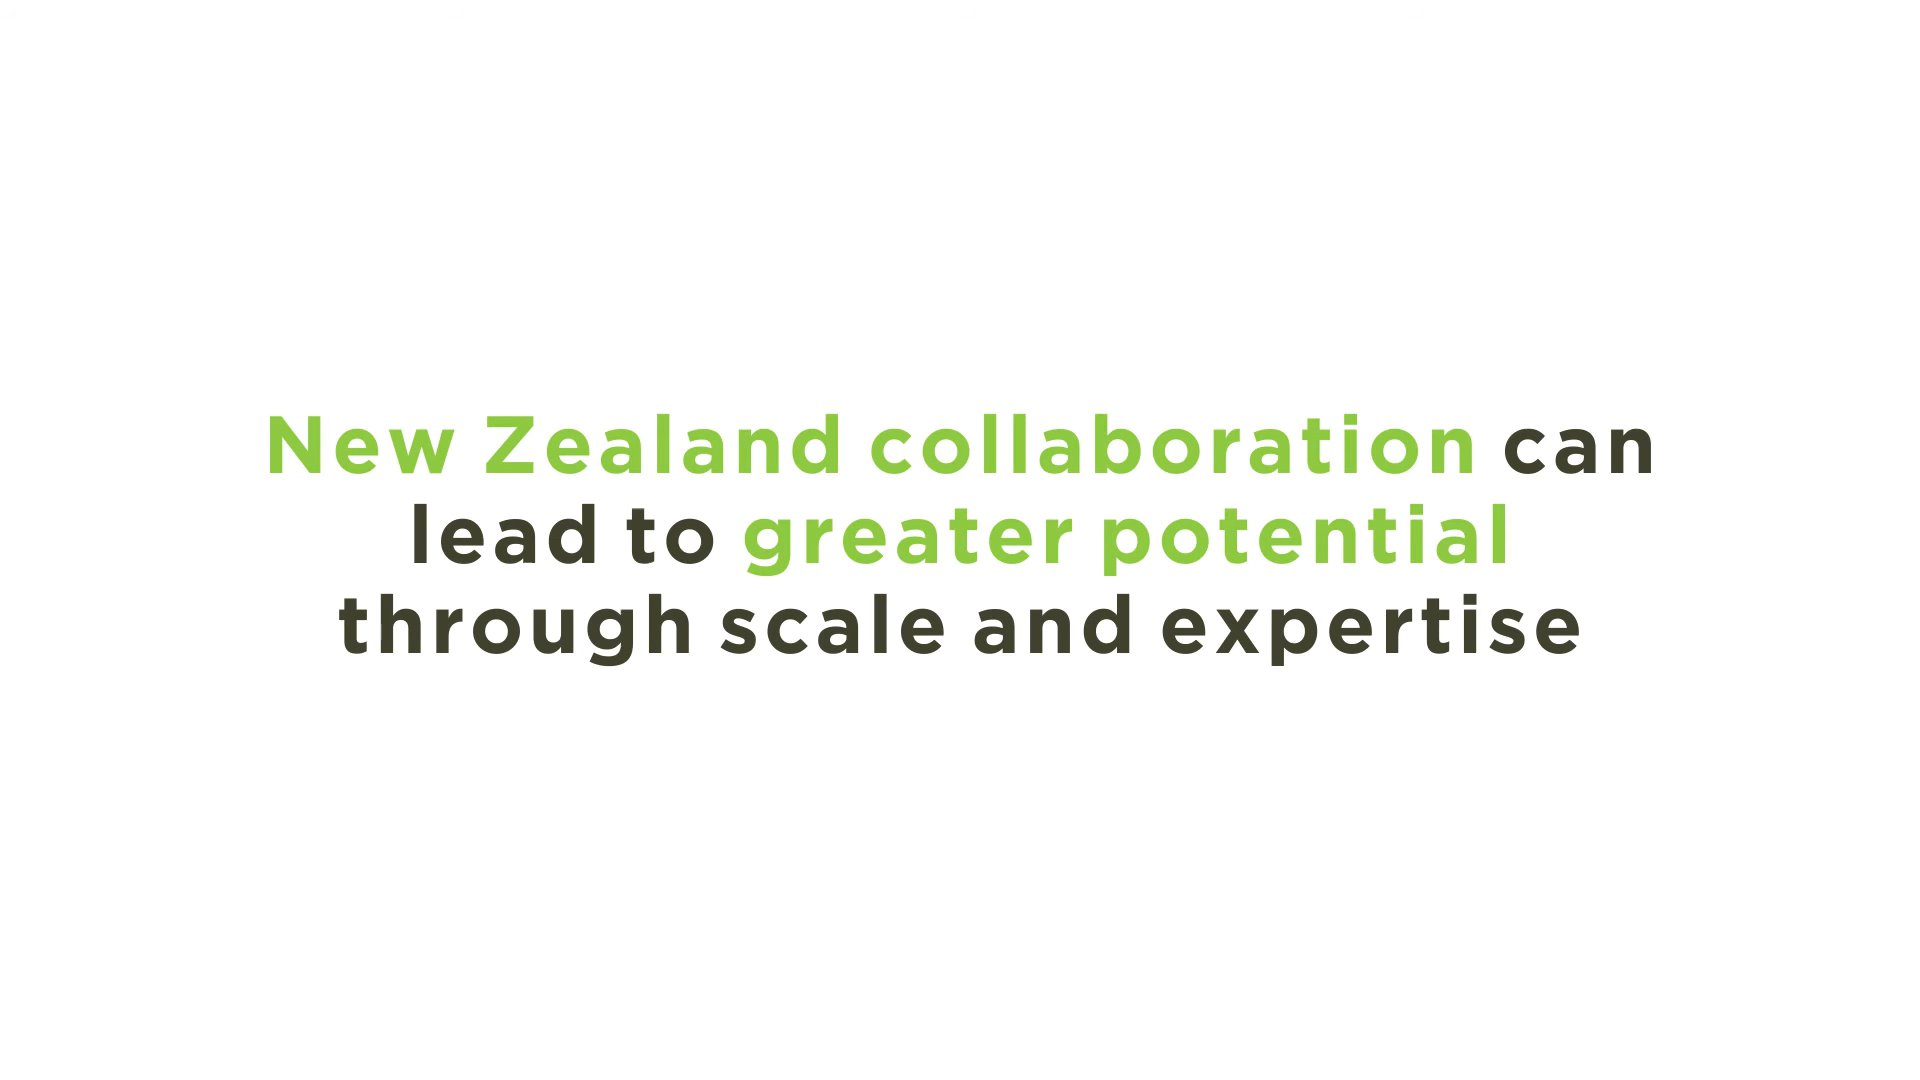 New Zealand collaboration can
lead to greater potential
through scale and expertise